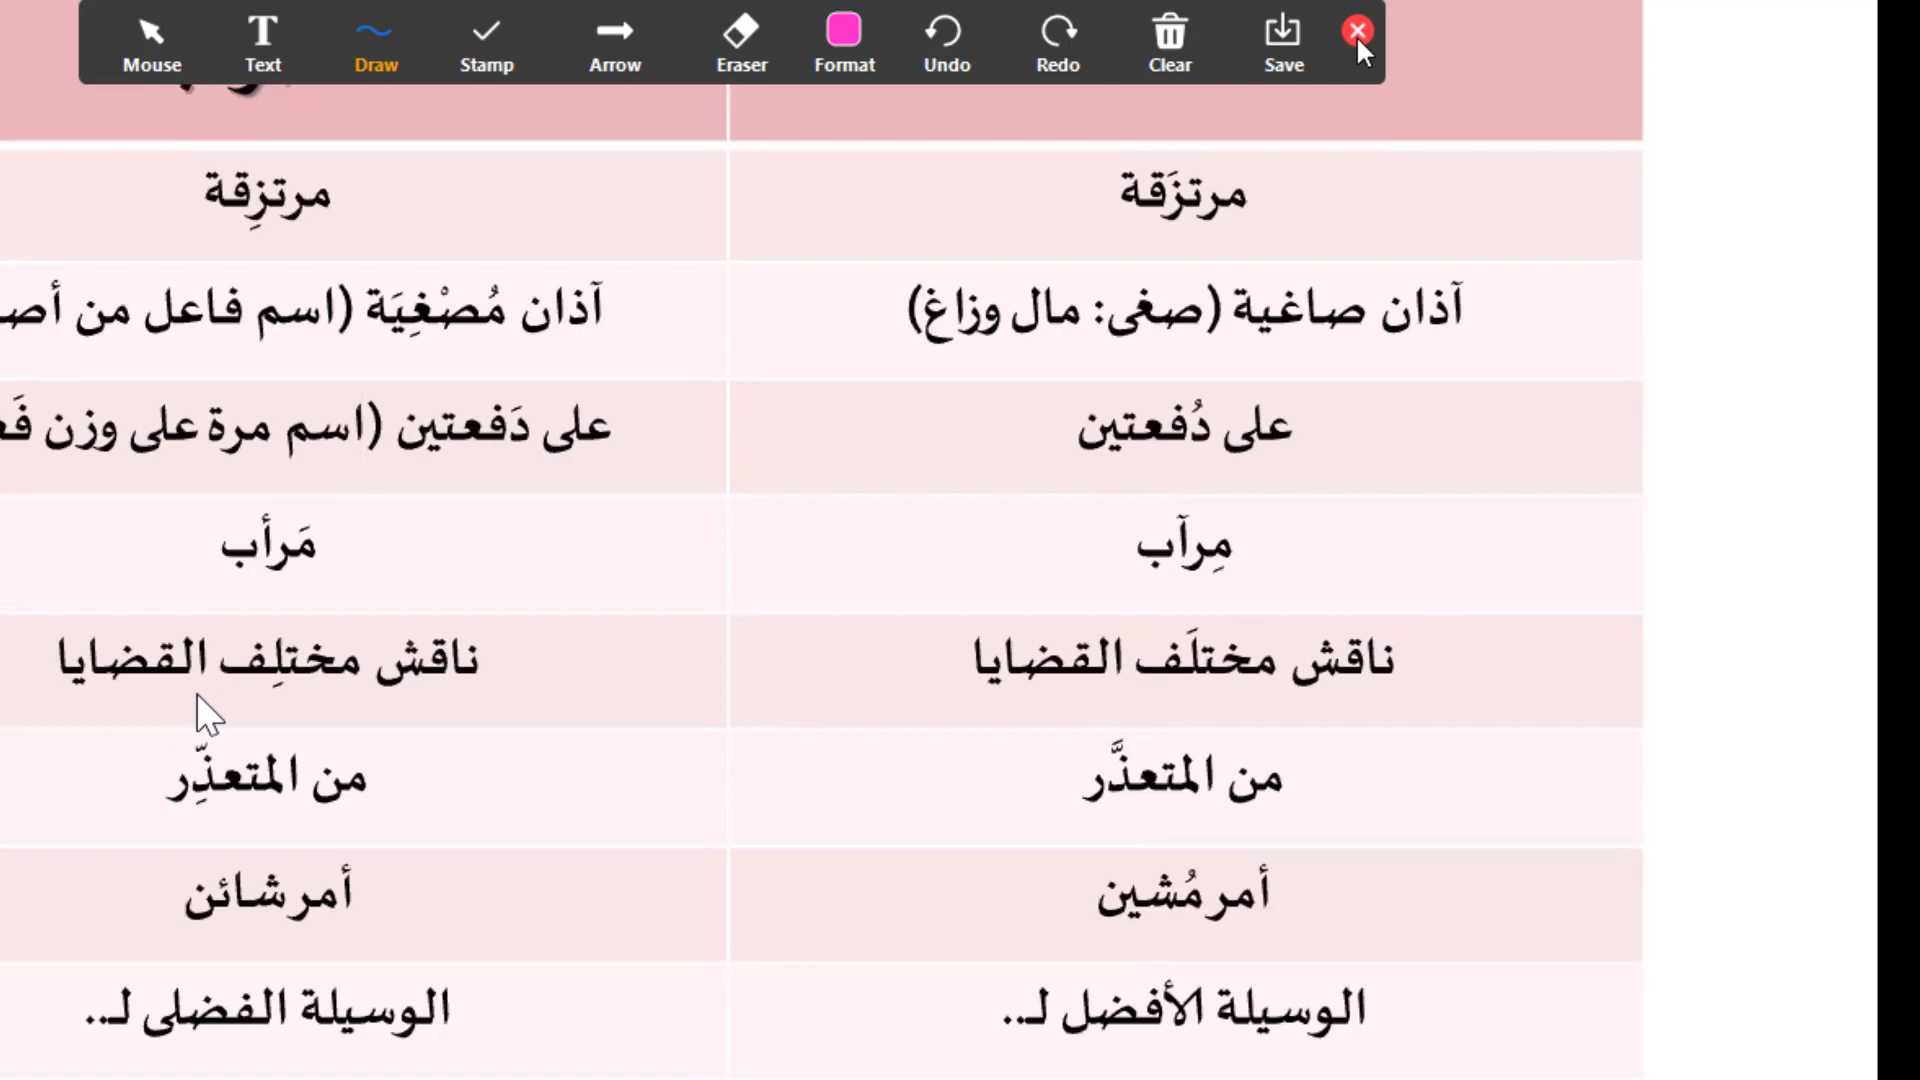 Mouse Text Draw Stamp Arrow Eraser Format Undo Redo Clear Save
مرتزَقة
مرتزِقة
آذان صاغية (صغى: مال وزاغ)
آذان مُصْغِيَة (اسم فاعل من
على دُفعتين
على دَفعتين (اسم مرة على وزن
مِرآب
مَرأب
ناقش مختلَف القضايا
ناقش مختلِف القضايا
من المتعذَّر
من المتعذِّر
أمر مُشين
أمر شائن
الوسيلة الأفضل لـ..
الوسيلة الفضلى لـ..